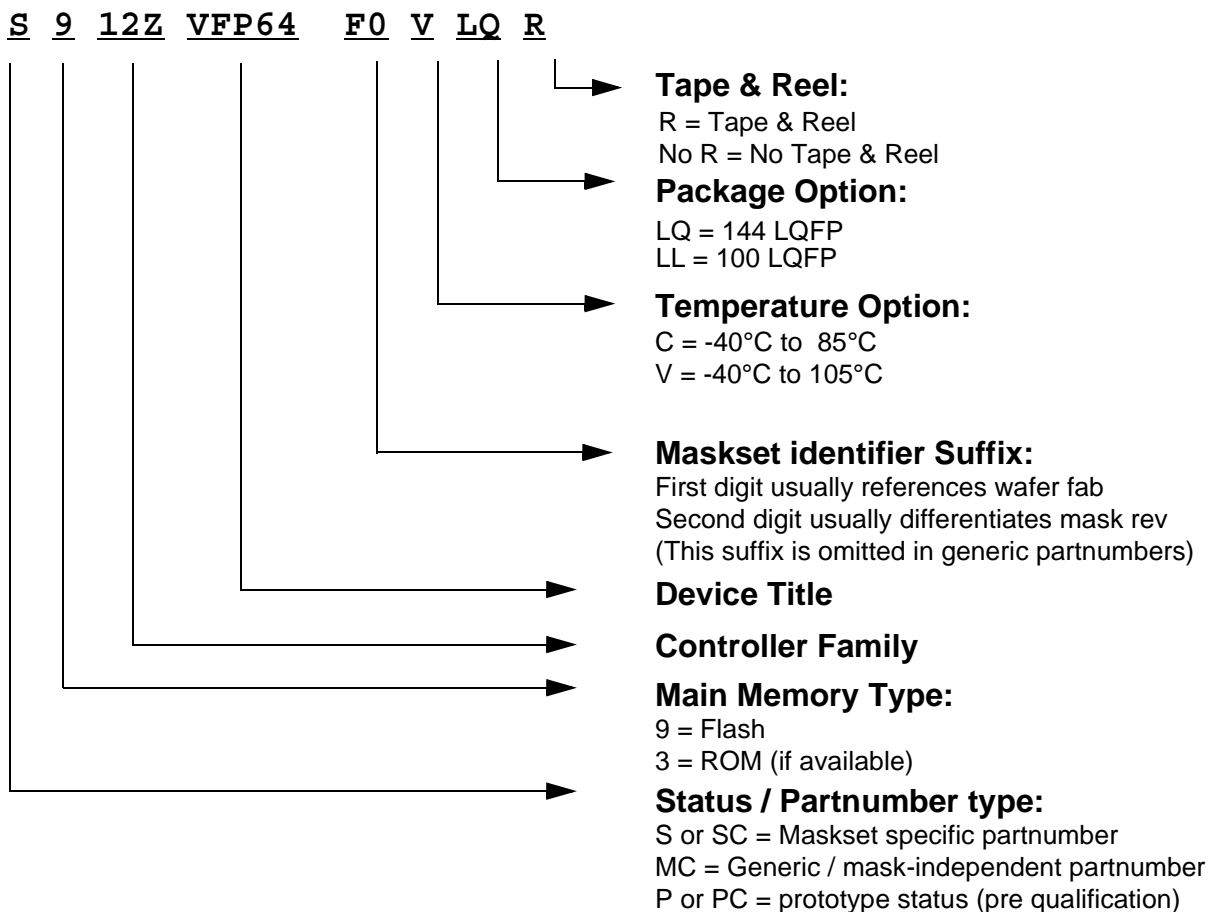 S 9 12Z VFP64 F0 V LQ R
Tape & Reel:
R = Tape & Reel
No R = No Tape & Reel
Package Option:
LQ = 144 LQFP
LL = 100 LQFP
Temperature Option:
C = -40°C to 85°C
V = -40°C to 105°C
Maskset identifier Suffix:
First digit usually references wafer fab
Second digit usually differentiates mask rev
(This suffix is omitted in generic partnumbers)
Device Title
Controller Family
Main Memory Type:
9 = Flash
3 = ROM (if available)
Status / Partnumber type:
S or SC = Maskset specific partnumber
MC = Generic / mask-independent partnumber
P or PC = prototype status (pre qualification)